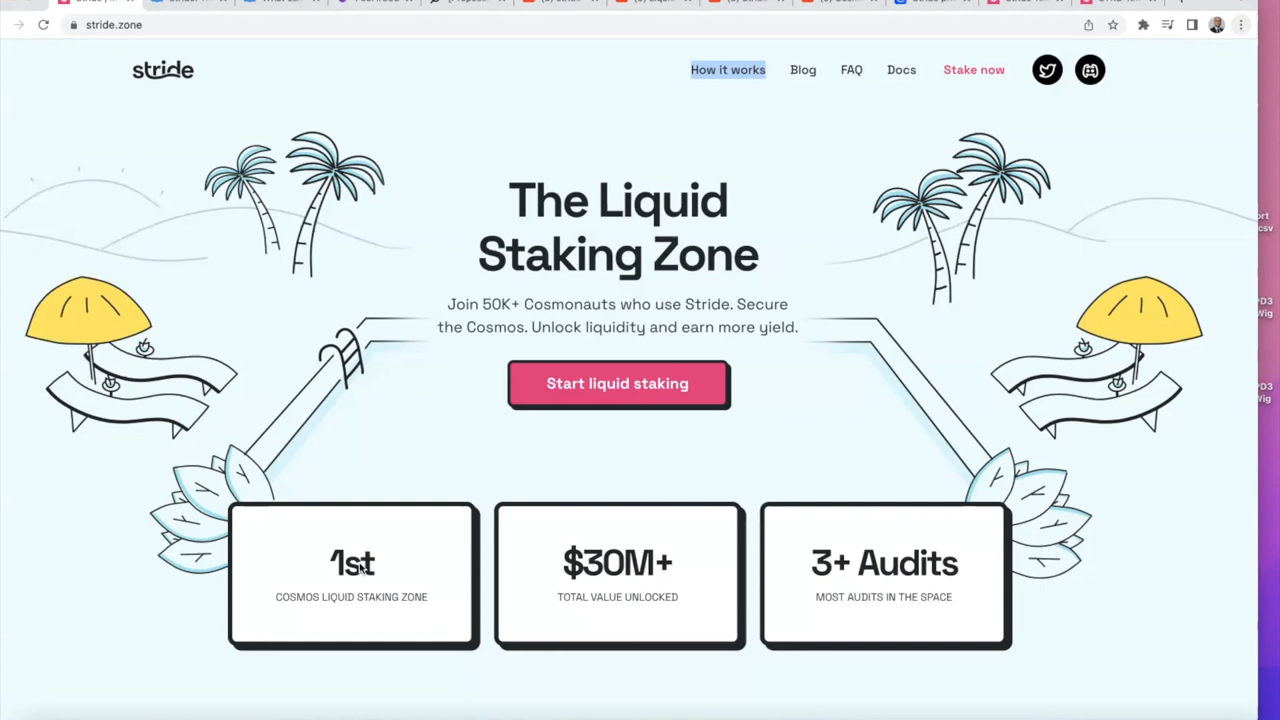 stride.zone
stride
How it works
Blog
FAQ
Docs
Stake now
The Liquid
Staking Zone
Join 50K+ Cosmonauts who use Stride. Secure
the Cosmos. Unlock liquidity and earn more yield.
Start liquid staking
1st
COSMOS LIQUID STAKING ZONE
$30M+
TOTAL VALUE UNLOCKED
3+ Audits
MOST AUDITS IN THE SPACE